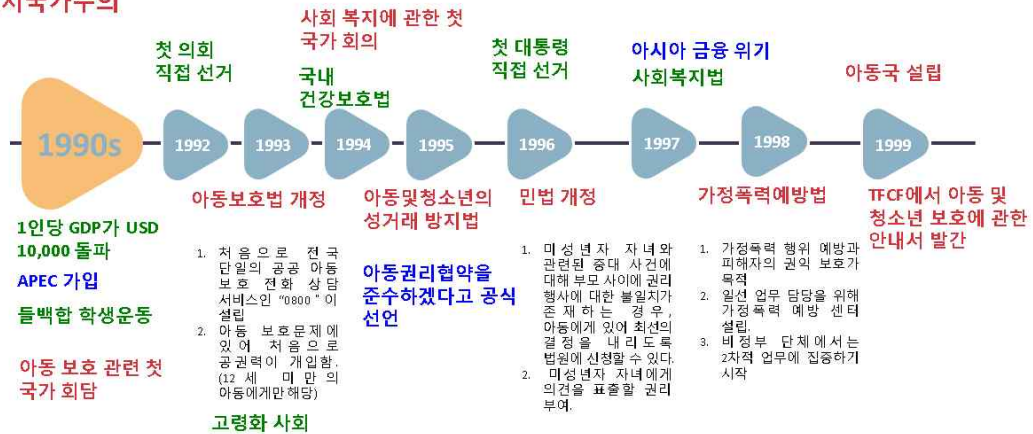 사회 복지에 관한 첫
국가 회의
첫 의회
직접 선거
국내
건강보호법
첫 대통령
직접 선거
아시아 금융 위기
사회복지법
아동국 설립
1990s
1992
1993
1994
1995
1996
1997
1998
1999
1인당 GDP가 USD
10,000 돌파
APEC 가입
들백합 학생운동
아동 보호 관련 첫
국가 회담
아동보호법 개정
1. 처음으로 전국
단일의 공공 아동
보호 전화 상담
서비스인 “0800 ” 이
설립
2. 아동 보호문제에
있어 처음으로
공권력이 개입함.
(12 세 미만의
아동에게만 해당)
고령화 사회
아동및청소년의
성거래 방지법
아동권리협약을
준수하겠다고 공식
선언
민법 개정
1. 미성년자 자녀와
관련된 중대 사건에
대해 부모 사이에 권리
행사에 대한 불일치가
존재하는 경우,
아동에게 있어 최선의
결정을 내리도록
법원에 신청할 수 있다.
2. 미성년자 자녀에게
의견을 표출할 권리
부여.
가정폭력예방법
1. 가정폭력 행위 예방과
피해자의 권익 보호가
목적
2. 일선 업무 담당을 위해
가정폭력 예방 센터
설립.
3. 비정부 단체에서는
2차적 업무에 집중하기
시작
TFCF에서 아동 및
청소년 보호에 관한
안내서 발간